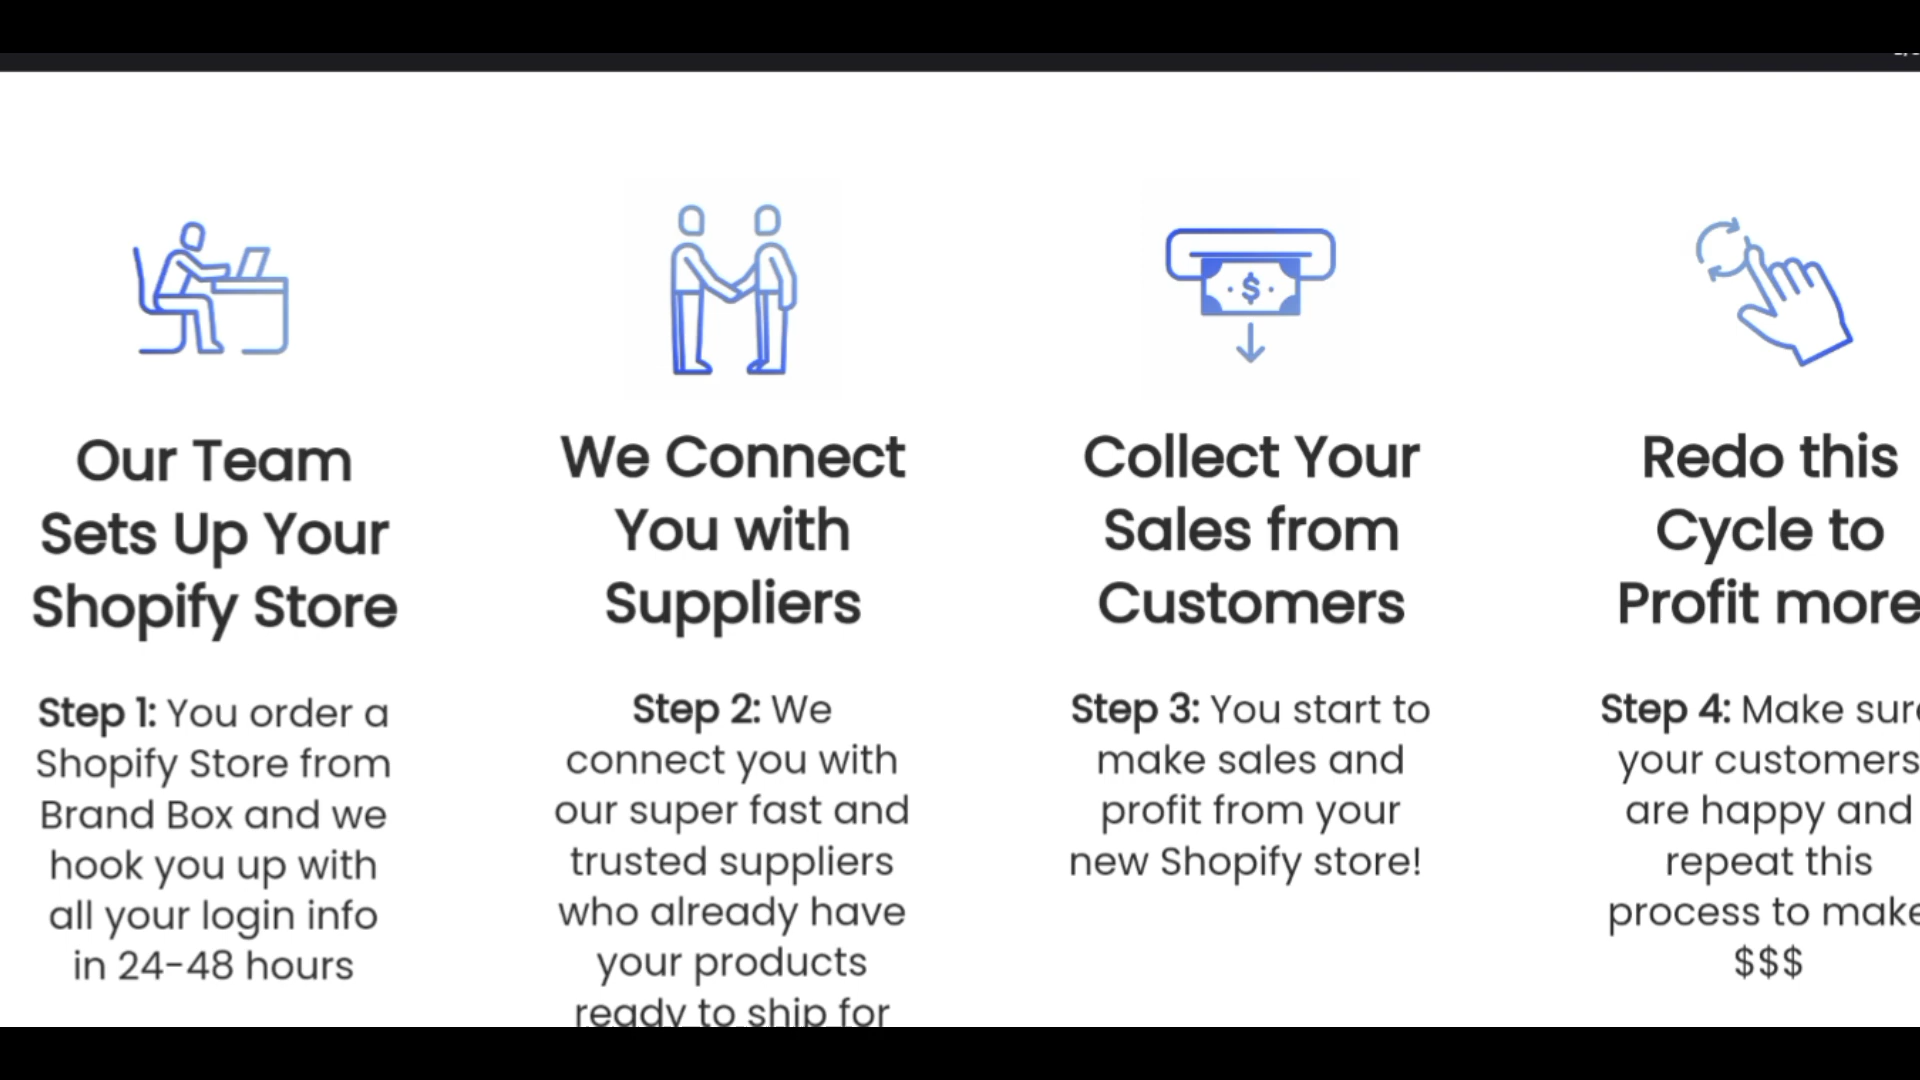 Our Team
Sets Up Your
Shopify Store
Step 1: You order a
Shopify Store from
Brand Box and we
hook you up with
all your login info
in 24-48 hours
We Connect
You with
Suppliers
Step 2: We
connect you with
our super fast and
trusted suppliers
who already have
your products
ready to ship for
Collect Your
Sales from
Customers
Step 3: You start to
make sales and
profit from your
new Shopify store!
Redo this
Cycle to
Profit more
Step 4: Make sure
your customers
are happy and
repeat this
process to make
$$$